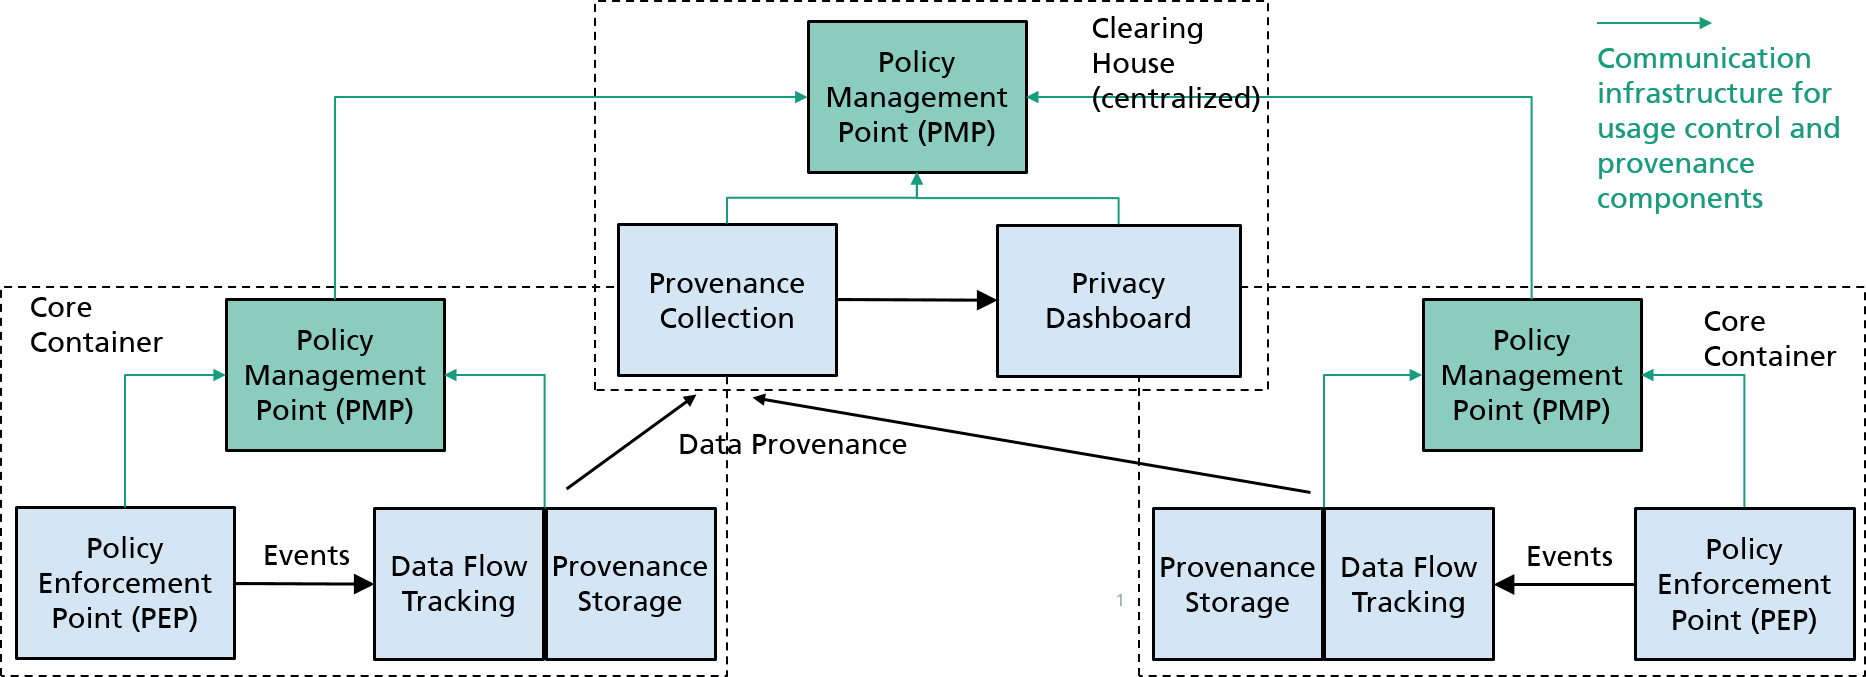 Clearing
House
(centralized)
Policy
Management
Point (PMP)
Communication
infrastructure for
usage control and
provenance
components
Provenance
Collection
Privacy
Dashboard
Core
Container
Policy
Management
Point (PMP)
Policy
Management
Point (PMP)
Core
Container
Data Provenance
Policy
Enforcement
Point (PEP)
Events
Data Flow
Tracking
Provenance
Storage
1
Provenance
Storage
Data Flow
Tracking
Events
Policy
Enforcement
Point (PEP)